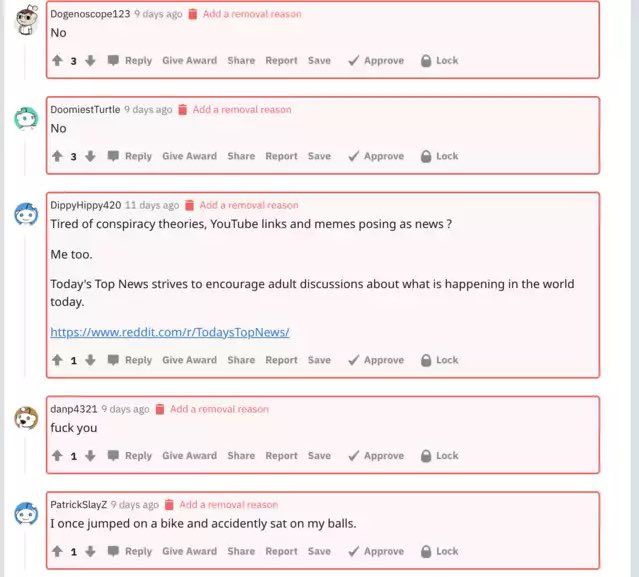 Dogenoscope123 9 days ago Add a removal reason
No
3 Reply Give Award Share Report Save Approve Lock
DoomiestTurtle 9 days ago Add a removal reason
No
3 Reply Give Award Share Report Save Approve Lock
DippyHippy420 11 days ago Add a removal reason
Tired of conspiracy theories, YouTube links and memes posing as news ?
Me too.
Today's Top News strives to encourage adult discussions about what is happening in the world
today.
https://www.reddit.com/r/TodaysTopNews/
1 Reply Give Award Share Report Save Approve Lock
danp4321 9 days ago Add a removal reason
fuck you
1 Reply Give Award Share Report Save Approve Lock
PatrickSlayZ 9 days ago Add a removal reason
I once jumped on a bike and accidently sat on my balls.
1 Reply Give Award Share Report Save Approve Lock